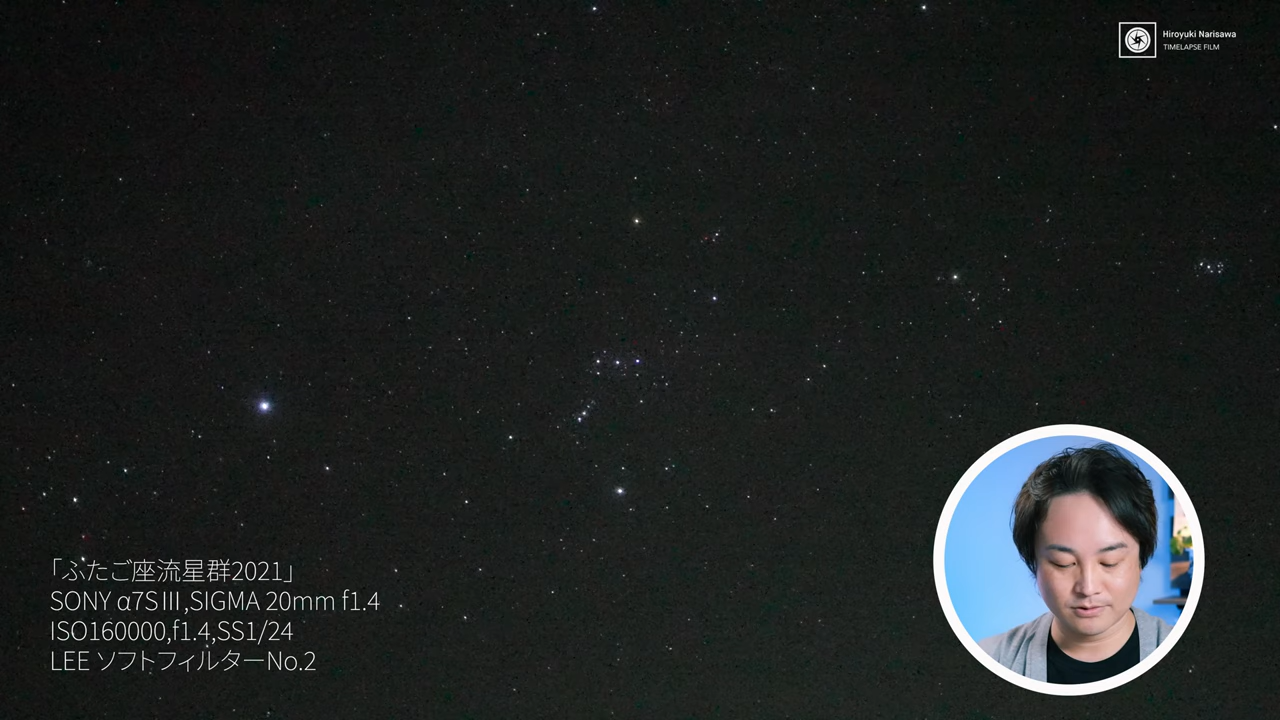 Hiroyuki Narisawa
TIMELAPSE FILM
「ふたご座流星群2021」
SONY α7SⅢ,SIGMA 20mm f1.4
ISO160000,f1.4,SS1/24
LEE ソフトフィルターNo.2